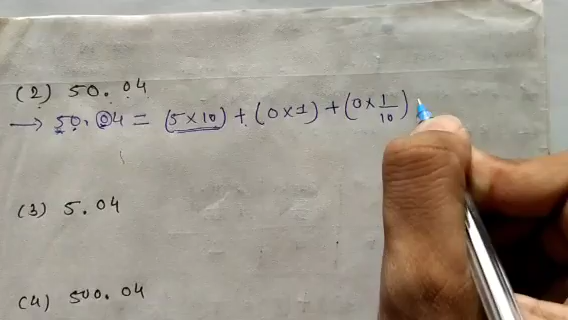 (2) 50.04
→ 50.04 = (5 × 10) + (0 × 1) + (0 × 1/10)
(3) 5.04
(4) 500.04